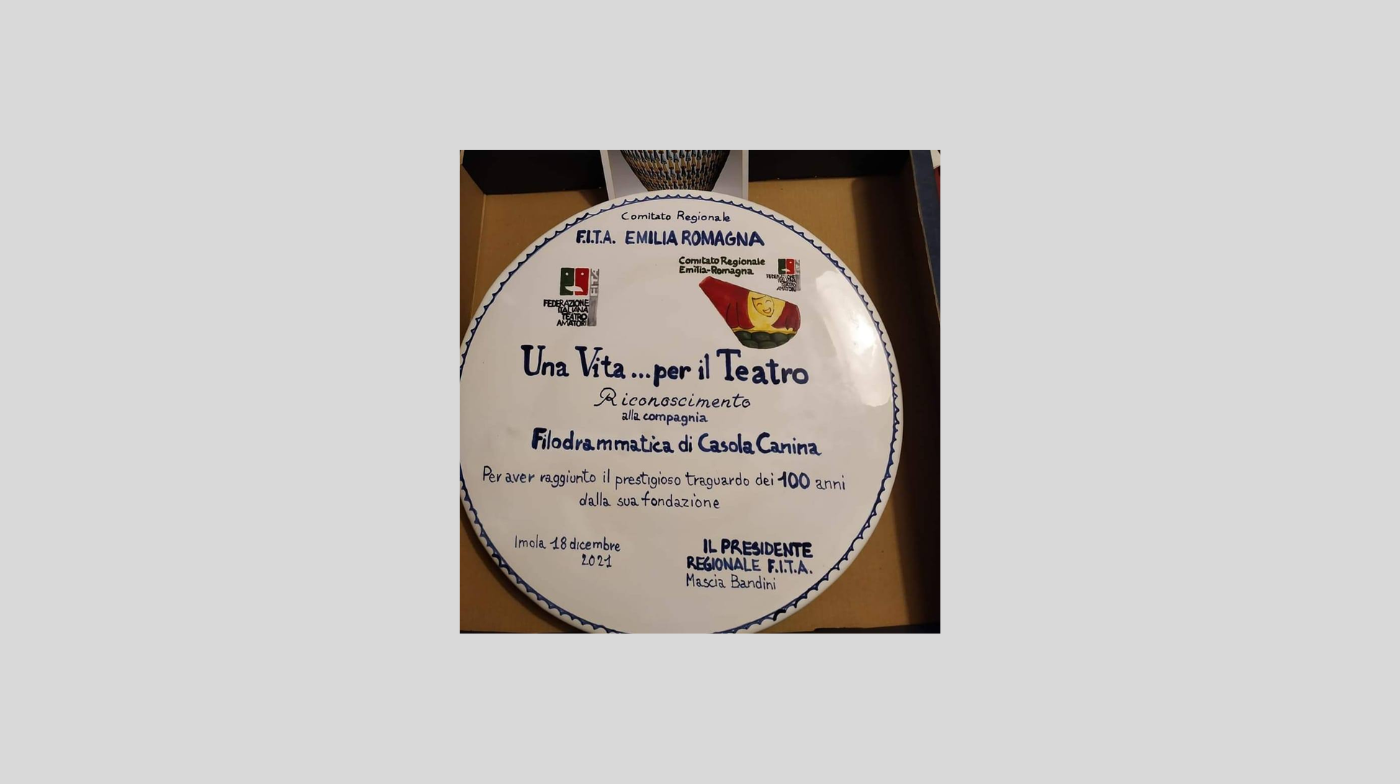 Comitato Regionale
F.I.T.A. EMILIA ROMAGNA
Comitato Regionale
Emilia-Romagna
FEDERAZIONE
ITALIANA
TEATRO
AMATORI
Una Vita...per il Teatro
Riconoscimento
alla compagnia
Filodrammatica di Casola Canina
Per aver raggiunto il prestigioso traguardo dei 100 anni
dalla sua fondazione
Imola 18 dicembre
2021
IL PRESIDENTE
REGIONALE F.I.T.A.
Mascia Bandini